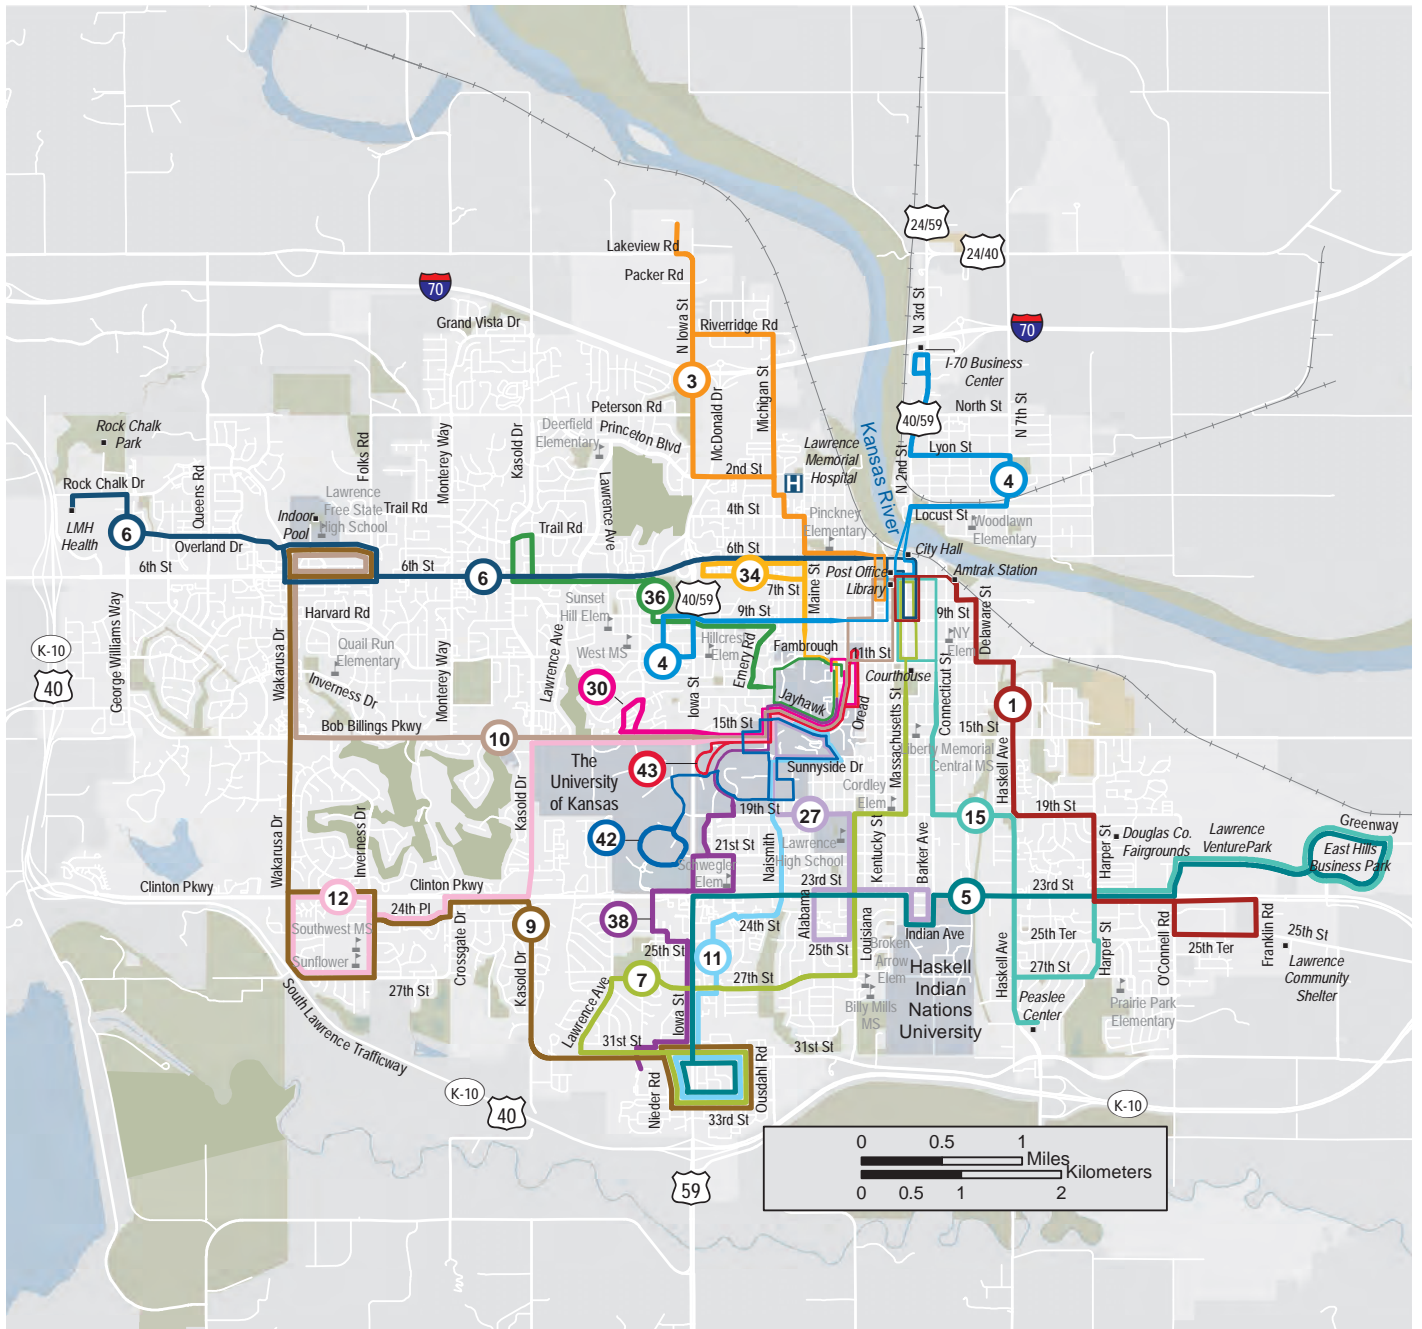 24/59
24/40
Lakeview Rd
Packer Rd
70
N Iowa St
N 3rd St
Grand Vista Dr
Riverridge Rd
70
I-70 Business
Center
3
Michigan St
McDonald Dr
Peterson Rd
Princeton Blvd
Deerfield
Elementary
40/59
North St
N 7th St
Rock Chalk
Park
Folks Rd
Monterey Way
Kasold Dr
Lawrence
Memorial
Hospital
Kansas River
N 2nd St
Lyon St
Rock Chalk Dr
Queens Rd
2nd St
H
4
Lawrence
Free State
High School
Trail Rd
Indoor
Pool
Lawrence Ave
4th St
Pinckney
Elementary
Locust St
Woodlawn
Elementary
LMH
Health
6
Overland Dr
Trail Rd
6th St
City Hall
6th St
6th St
6
34
7th St
Maine St
Post Office
Library
Amtrak Station
Harvard Rd
36
40/59
9th St
9th St
Delaware St
Sunset
Hill Elem
West MS
Hillcrest
Elem
NY
Elem
K-10
40
George Williams Way
Wakarusa Dr
Quail Run
Elementary
Inverness Dr
Monterey Way
Lawrence Ave
4
Emery Rd
Fambrough
11th St
Courthouse
Connecticut St
30
Iowa St
Jayhawk
Oread
Massachusetts St
1
Bob Billings Pkwy
10
15th St
15th St
Haskell Ave
The
University
of Kansas
43
Sunnyside Dr
Liberty Memorial
Central MS
Cordley
Elem
Kasold Dr
19th St
27
15
19th St
Harper St
Douglas Co.
Fairgrounds
Lawrence
VenturePark
Greenway
East Hills
Business Park
Wakarusa Dr
Inverness Dr
42
21st St
Naismith
Lawrence
High School
Kentucky St
Barker Ave
Schwegler
Elem
Clinton Pkwy
Clinton Pkwy
23rd St
5
23rd St
12
24th Pl
Crossgate Dr
9
38
24th St
Alabama
Louisiana
Indian Ave
Southwest MS
Sunflower
25th St
11
25th St
Broken
Arrow
Elem
25th Ter
O'Connell Rd
25th Ter
Franklin Rd
25th St
Lawrence
Community
Shelter
27th St
Kasold Dr
Lawrence Ave
7
27th St
Haskell
Indian
Nations
University
Haskell Ave
27th St
Harper St
Billy Mills
MS
Peaslee
Center
Prairie Park
Elementary
South Lawrence Trafficway
31st St
Iowa St
31st St
K-10
40
Nieder Rd
Ousdahl Rd
33rd St
K-10
59
0 0.5 1
Miles
Kilometers
0 0.5 1 2